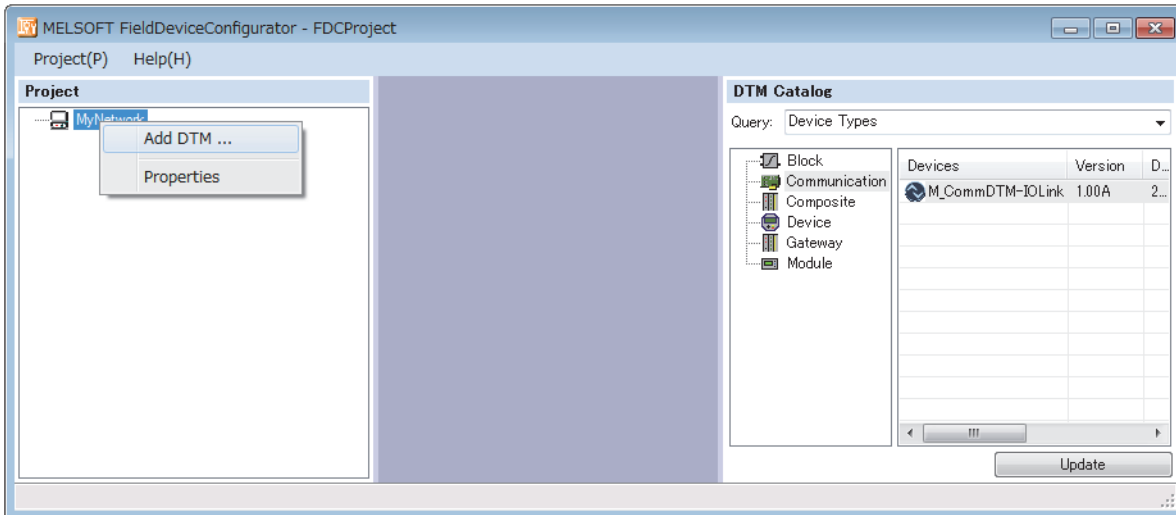 MELSOFT FieldDeviceConfigurator - FDCProject
Project(P) Help(H)
Project
MyNetwork
Add DTM ...
Properties
DTM Catalog
Query: Device Types
Block
Communication
Composite
Device
Gateway
Module
Devices Version D...
M_CommDTM-IOLink 1.00A 2...
Update